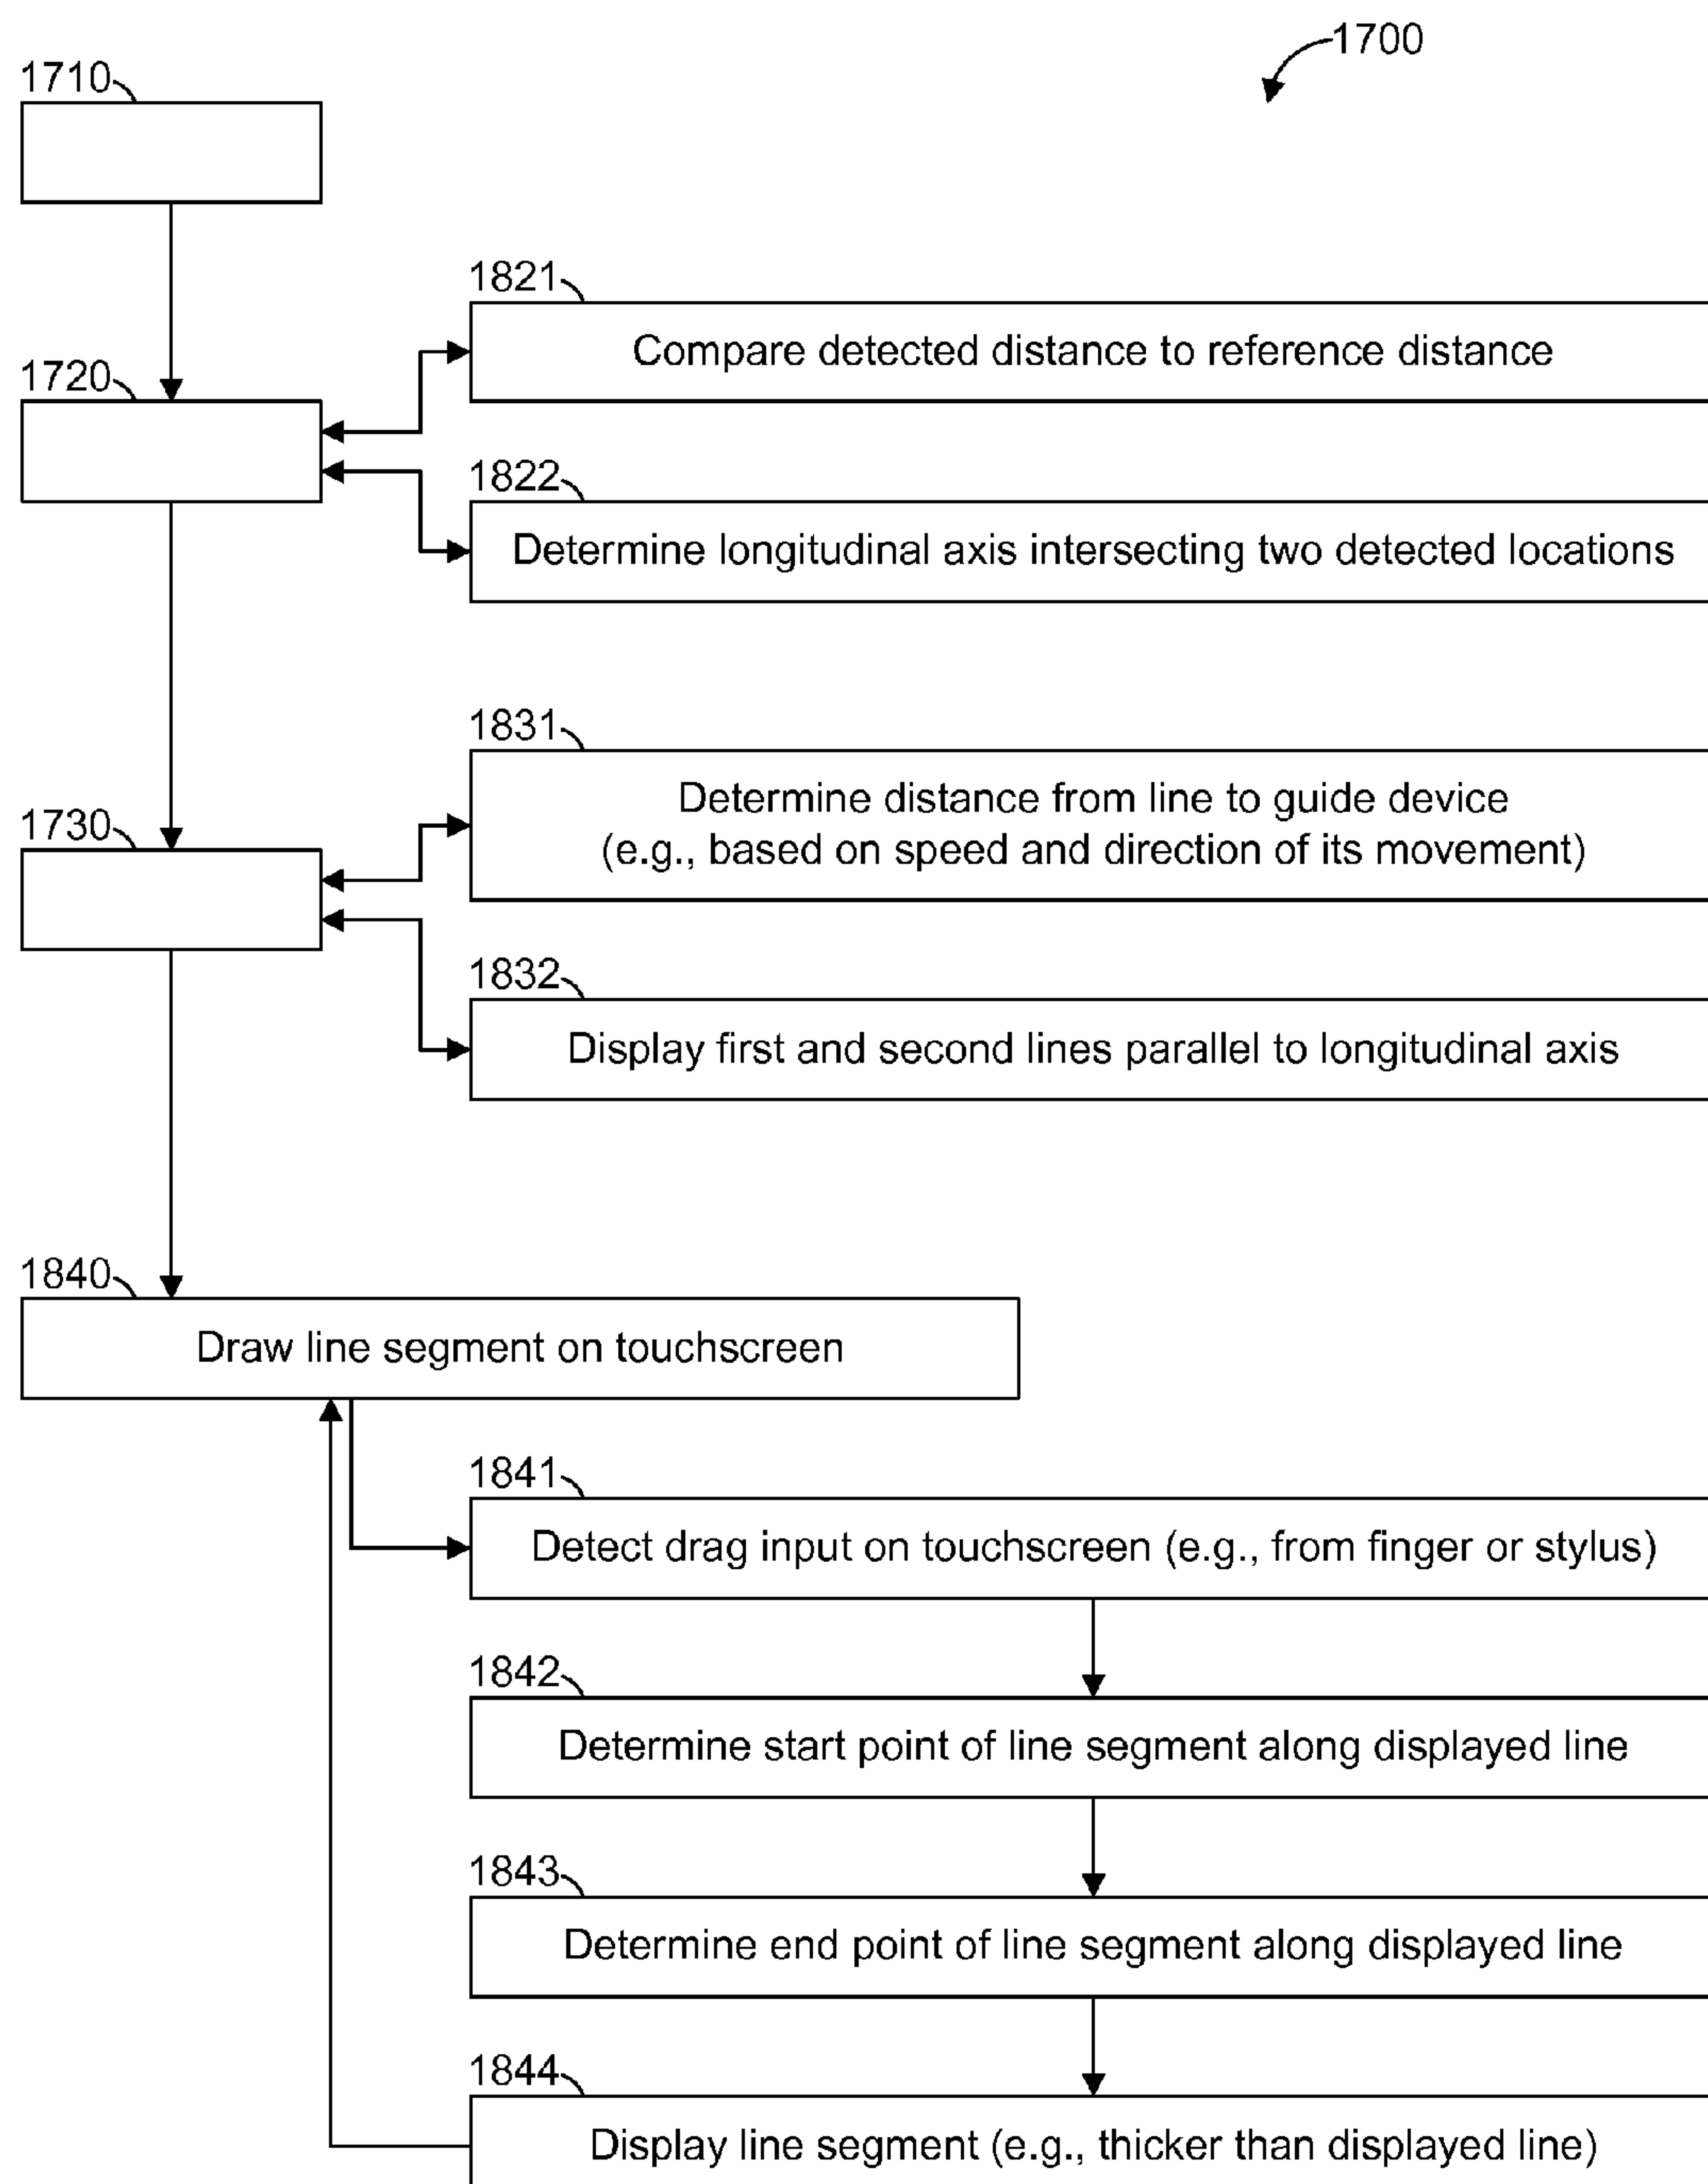 1700
1710
1821
Compare detected distance to reference distance
1720
1822
Determine longitudinal axis intersecting two detected locations
1831
Determine distance from line to guide device
(e.g., based on speed and direction of its movement)
1730
1832
Display first and second lines parallel to longitudinal axis
1840
Draw line segment on touchscreen
1841
Detect drag input on touchscreen (e.g., from finger or stylus)
1842
Determine start point of line segment along displayed line
1843
Determine end point of line segment along displayed line
1844
Display line segment (e.g., thicker than displayed line)